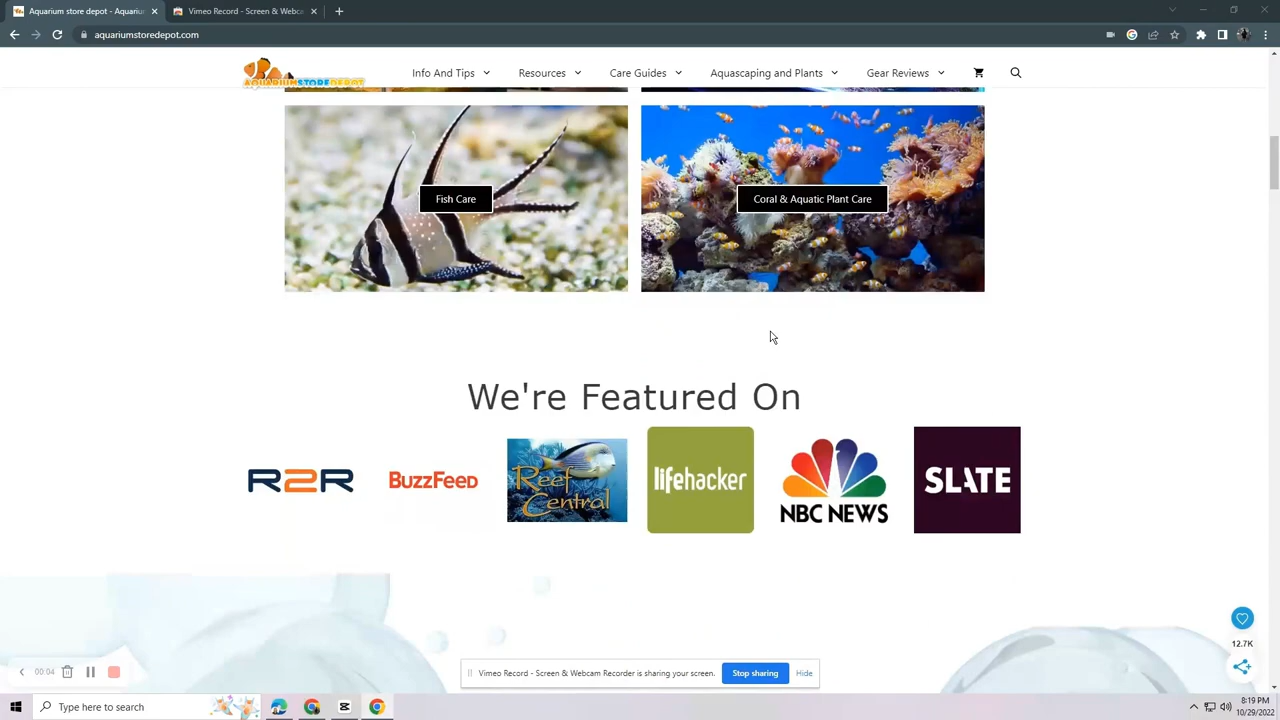 Aquarium store depot - Aquariu
Vimeo Record - Screen & Webca
aquariumstoredepot.com
AQUARIUMSTOREDEPOT
Info And Tips
Resources
Care Guides
Aquascaping and Plants
Gear Reviews
Fish Care
Coral & Aquatic Plant Care
We're Featured On
R2R
BuzzFeed
Reef Central
lifehacker
NBC NEWS
SLATE
12.7K
00:04
Vimeo Record - Screen & Webcam Recorder is sharing your screen.
Stop sharing
Hide
Type here to search
8:19 PM
10/29/2022